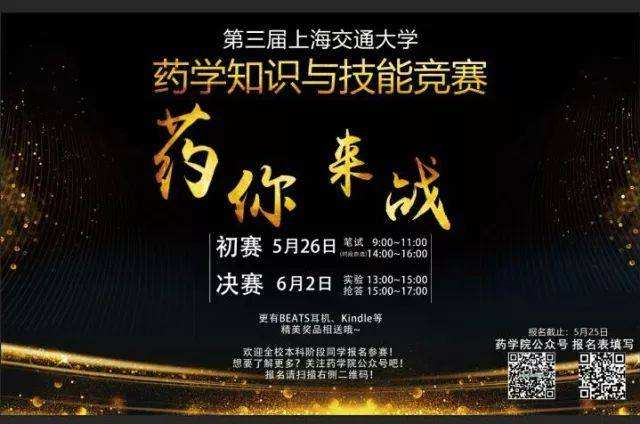 第三届上海交通大学
药学知识与技能竞赛
药你来战
初赛 5月26日 笔试 9:00~11:00
(时段自选) 14:00~16:00
决赛 6月2日 实验 13:00~15:00
抢答 15:00~17:00
更有BEATS耳机、Kindle等
精美奖品相送哦~
欢迎全校本科阶段同学报名参赛!
想要了解更多?关注药学院公众号吧!
报名请扫描右侧二维码!
报名截止:5月25日
药学院公众号 报名表填写